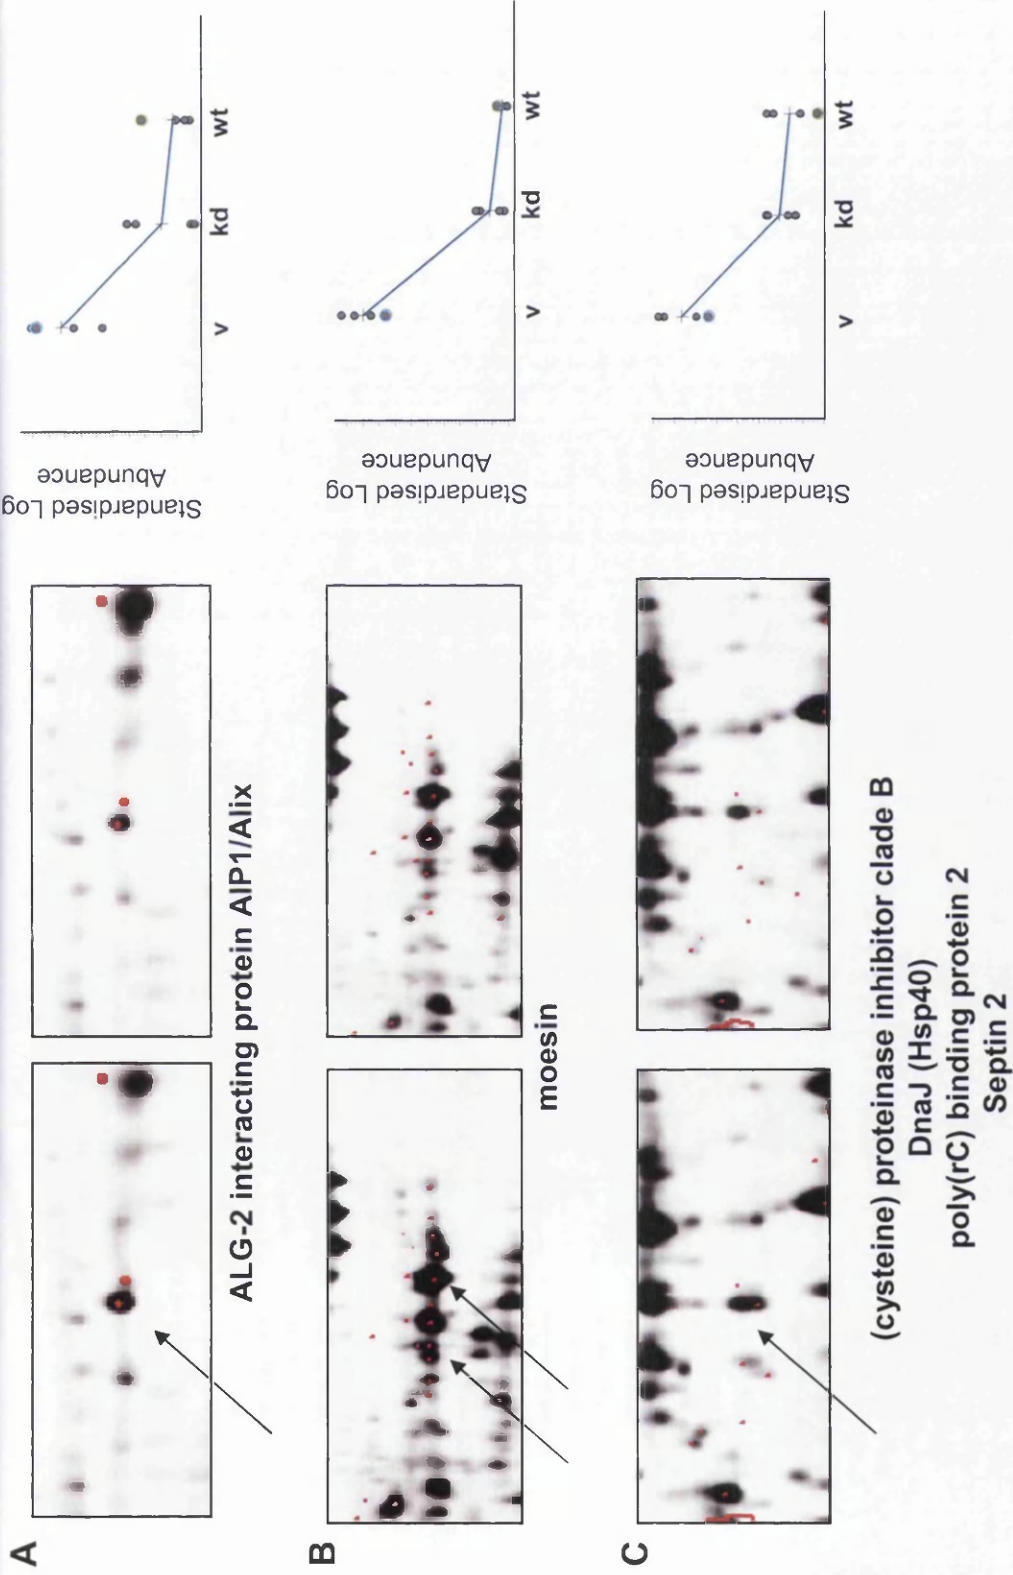 A
Standardised Log
Abundance
v
kd
wt
ALG-2 interacting protein AIP1/Alix
B
Standardised Log
Abundance
v
kd
wt
moesin
C
Standardised Log
Abundance
v
kd
wt
(cysteine) proteinase inhibitor clade B
DnaJ (Hsp40)
poly(rC) binding protein 2
Septin 2